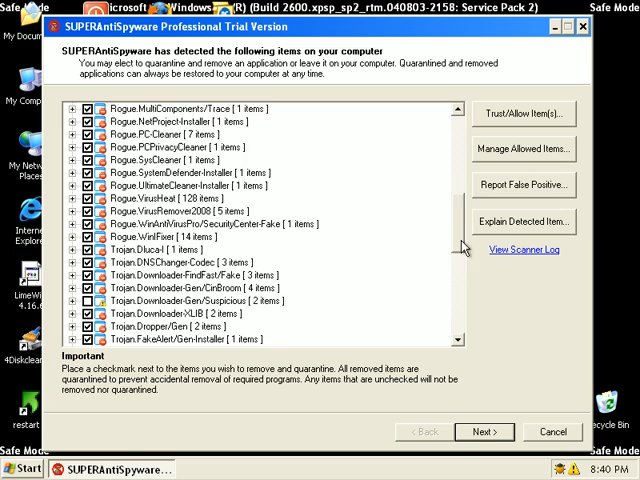 icrosoft
Windows
(R) (Build 2600.xpsp_sp2_rtm.040803-2158: Service Pack 2)
Safe Mode
SUPERAntiSpyware Professional Trial Version
SUPERAntiSpyware has detected the following items on your computer
You may elect to quarantine and remove an application or leave it on your computer. Quarantined and removed
applications can always be restored to your computer at any time.
Rogue.MultiComponents/Trace [ 1 items ]
Rogue.NetProject-Installer [ 1 items ]
Rogue.PC-Cleaner [ 7 items ]
Rogue.PCPrivacyCleaner [ 1 items ]
Rogue.SysCleaner [ 1 items ]
Rogue.SystemDefender-Installer [ 1 items ]
Rogue.UltimateCleaner-Installer [ 1 items ]
Rogue.VirusHeat [ 128 items ]
Rogue.VirusRemover2008 [ 5 items ]
Rogue.WinAntiVirusPro/SecurityCenter-Fake [ 1 items ]
Rogue.WinIFixer [ 14 items ]
Trojan.Dluca-I [ 1 items ]
Trojan.DNSChanger-Codec [ 3 items ]
Trojan.Downloader-FindFast/Fake [ 3 items ]
Trojan.Downloader-Gen/CinBroom [ 4 items ]
Trojan.Downloader-Gen/Suspicious [ 2 items ]
Trojan.Downloader-XLIB [ 2 items ]
Trojan.Dropper/Gen [ 2 items ]
Trojan.FakeAlert/Gen-Installer [ 1 items ]
Trust/Allow Item(s)...
Manage Allowed Items...
Report False Positive...
Explain Detected Item...
View Scanner Log
Important
Place a checkmark next to the items you wish to remove and quarantine. All removed items are
quarantined to prevent accidental removal of required programs. Any items that are unchecked will not be
removed nor quarantined.
< Back
Next >
Cancel
My Docum
My Com
My Net
Places
Intern
Explor
LimeWi
4.16.6
4Diskclea
restart
ecycle Bin
Safe Mod
Safe Mode
Start
SUPERAntiSpyware...
8:40 PM